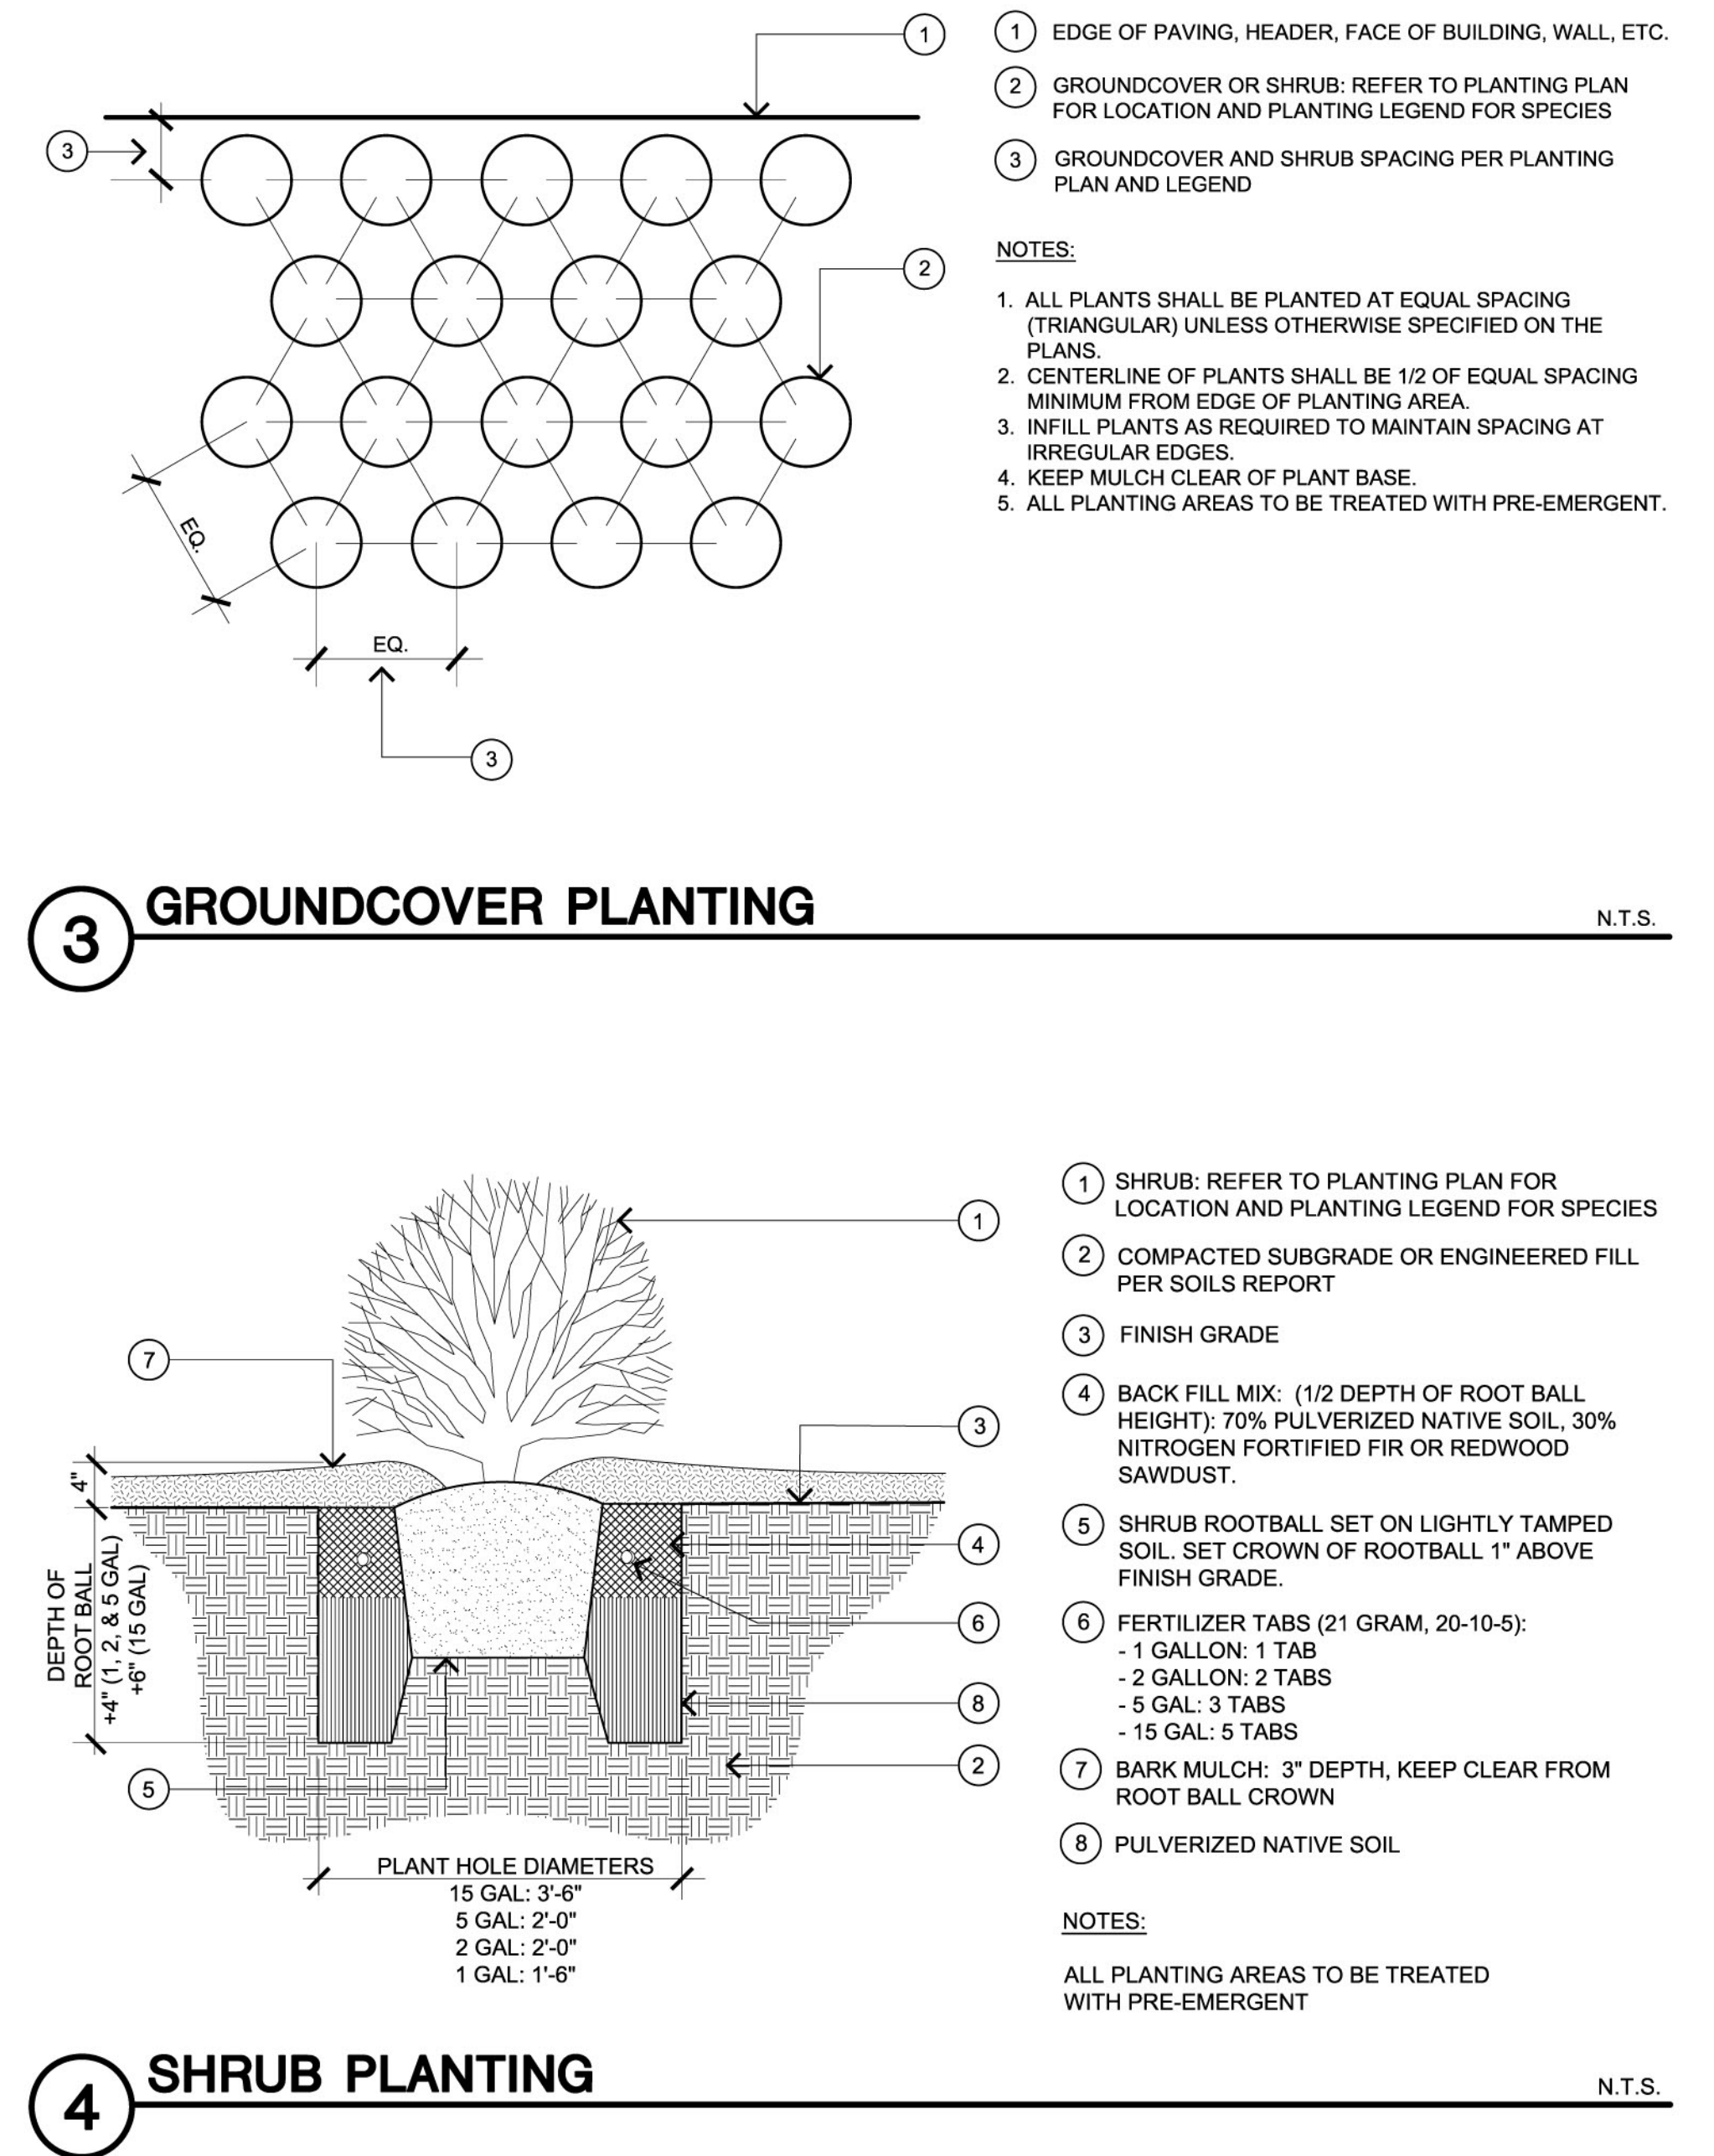 1
1 EDGE OF PAVING, HEADER, FACE OF BUILDING, WALL, ETC.
2 GROUNDCOVER OR SHRUB: REFER TO PLANTING PLAN
FOR LOCATION AND PLANTING LEGEND FOR SPECIES
3
3 GROUNDCOVER AND SHRUB SPACING PER PLANTING
PLAN AND LEGEND
2
NOTES:
1. ALL PLANTS SHALL BE PLANTED AT EQUAL SPACING
(TRIANGULAR) UNLESS OTHERWISE SPECIFIED ON THE
PLANS.
2. CENTERLINE OF PLANTS SHALL BE 1/2 OF EQUAL SPACING
MINIMUM FROM EDGE OF PLANTING AREA.
3. INFILL PLANTS AS REQUIRED TO MAINTAIN SPACING AT
IRREGULAR EDGES.
4. KEEP MULCH CLEAR OF PLANT BASE.
5. ALL PLANTING AREAS TO BE TREATED WITH PRE-EMERGENT.
EQ.
EQ.
3
3 GROUNDCOVER PLANTING
N.T.S.
1
7
3
4"
DEPTH OF
ROOT BALL
+4" (1, 2, & 5 GAL)
+6" (15 GAL)
4
6
8
2
5
PLANT HOLE DIAMETERS
15 GAL: 3'-6"
5 GAL: 2'-0"
2 GAL: 2'-0"
1 GAL: 1'-6"
1 SHRUB: REFER TO PLANTING PLAN FOR
LOCATION AND PLANTING LEGEND FOR SPECIES
2 COMPACTED SUBGRADE OR ENGINEERED FILL
PER SOILS REPORT
3 FINISH GRADE
4 BACK FILL MIX: (1/2 DEPTH OF ROOT BALL
HEIGHT): 70% PULVERIZED NATIVE SOIL, 30%
NITROGEN FORTIFIED FIR OR REDWOOD
SAWDUST.
5 SHRUB ROOTBALL SET ON LIGHTLY TAMPED
SOIL. SET CROWN OF ROOTBALL 1" ABOVE
FINISH GRADE.
6 FERTILIZER TABS (21 GRAM, 20-10-5):
- 1 GALLON: 1 TAB
- 2 GALLON: 2 TABS
- 5 GAL: 3 TABS
- 15 GAL: 5 TABS
7 BARK MULCH: 3" DEPTH, KEEP CLEAR FROM
ROOT BALL CROWN
8 PULVERIZED NATIVE SOIL
NOTES:
ALL PLANTING AREAS TO BE TREATED
WITH PRE-EMERGENT
4 SHRUB PLANTING
N.T.S.